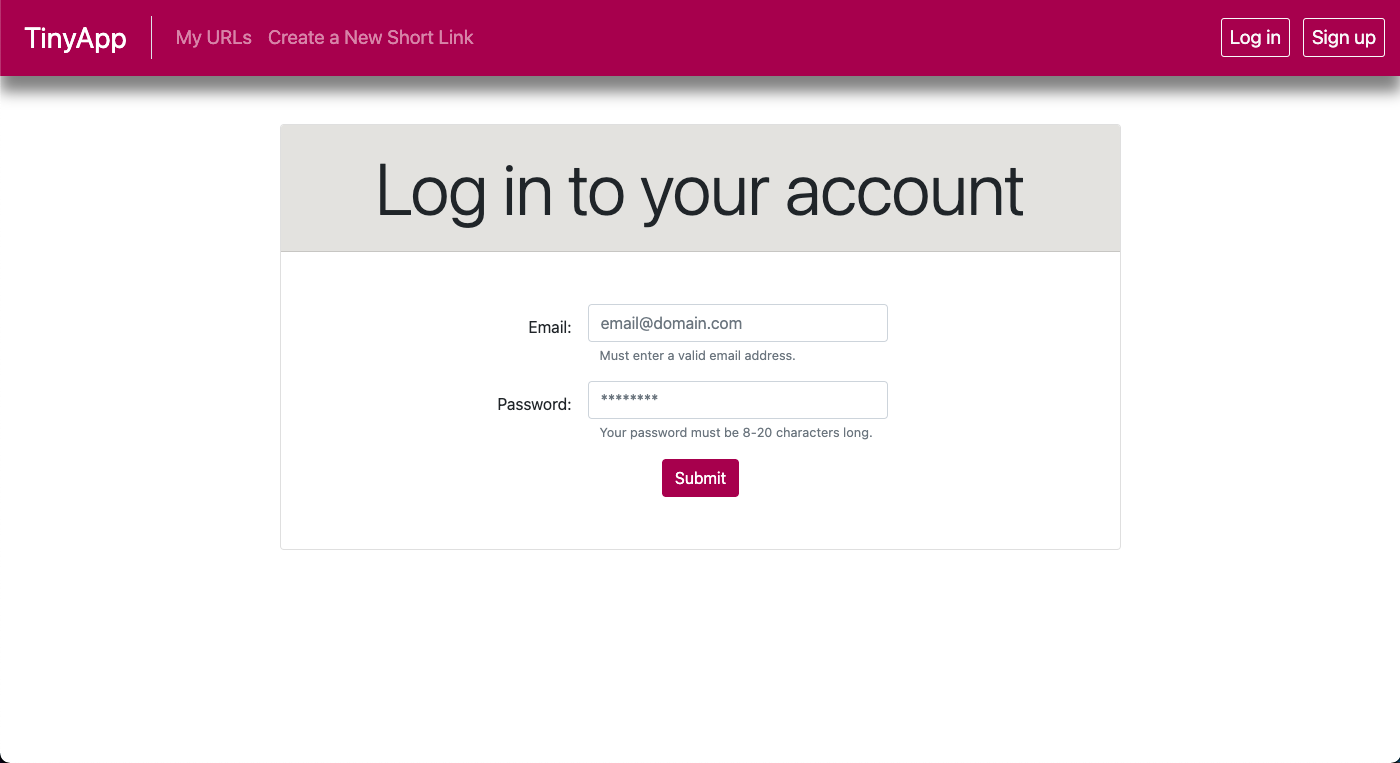 TinyApp My URLs Create a New Short Link Log in Sign up
Log in to your account
Email: email@domain.com
Must enter a valid email address.
Password: ********
Your password must be 8-20 characters long.
Submit